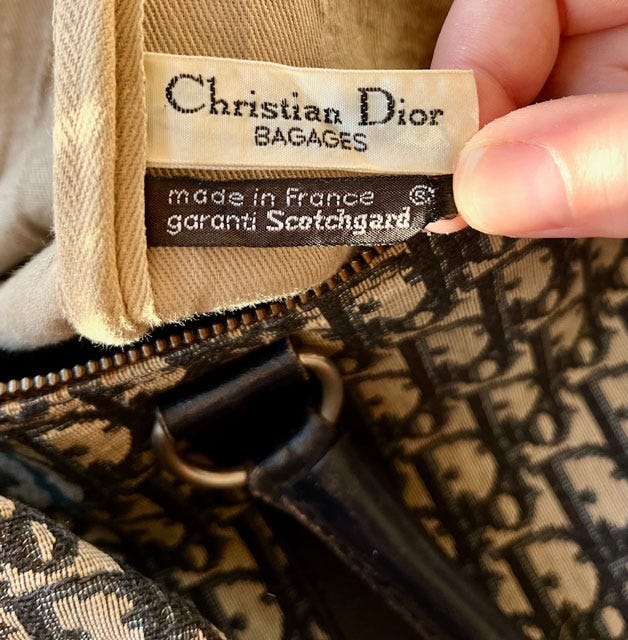 Christian Dior
BAGAGES
made in France ®
garanti Scotchgard